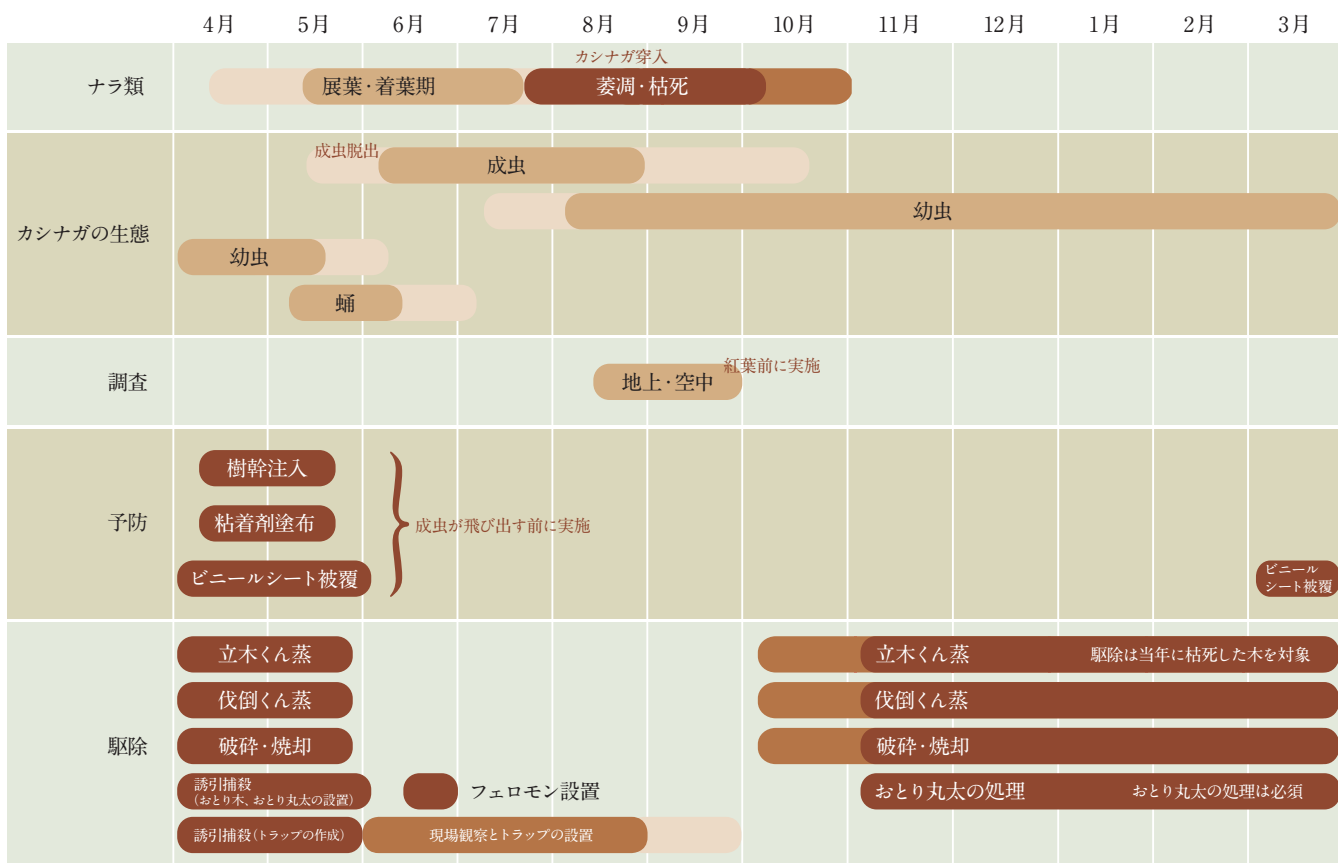 4月 5月 6月 7月 8月 9月 10月 11月 12月 1月 2月 3月
カシナガ穿入
ナラ類 展葉・着葉期 萎凋・枯死
成虫脱出
成虫
幼虫
カシナガの生態
幼虫
蛹
紅葉前に実施
調査 地上・空中
樹幹注入
予防 粘着剤塗布 成虫が飛び出す前に実施
ビニールシート被覆
ビニール
シート被覆
立木くん蒸 立木くん蒸 駆除は当年に枯死した木を対象
伐倒くん蒸 伐倒くん蒸
駆除 破砕・焼却 破砕・焼却
誘引捕殺
(おとり木、おとり丸太の設置)
フェロモン設置 おとり丸太の処理 おとり丸太の処理は必須
誘引捕殺(トラップの作成) 現場観察とトラップの設置